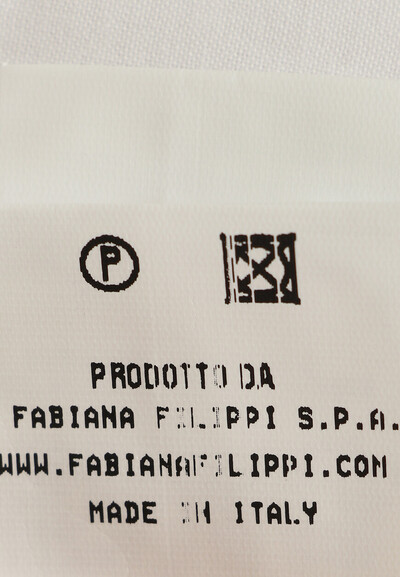 P
PRODOTTO DA
FABIANA FILIPPI S.P.A.
WWW.FABIANAFILIPPI.COM
MADE IN ITALY